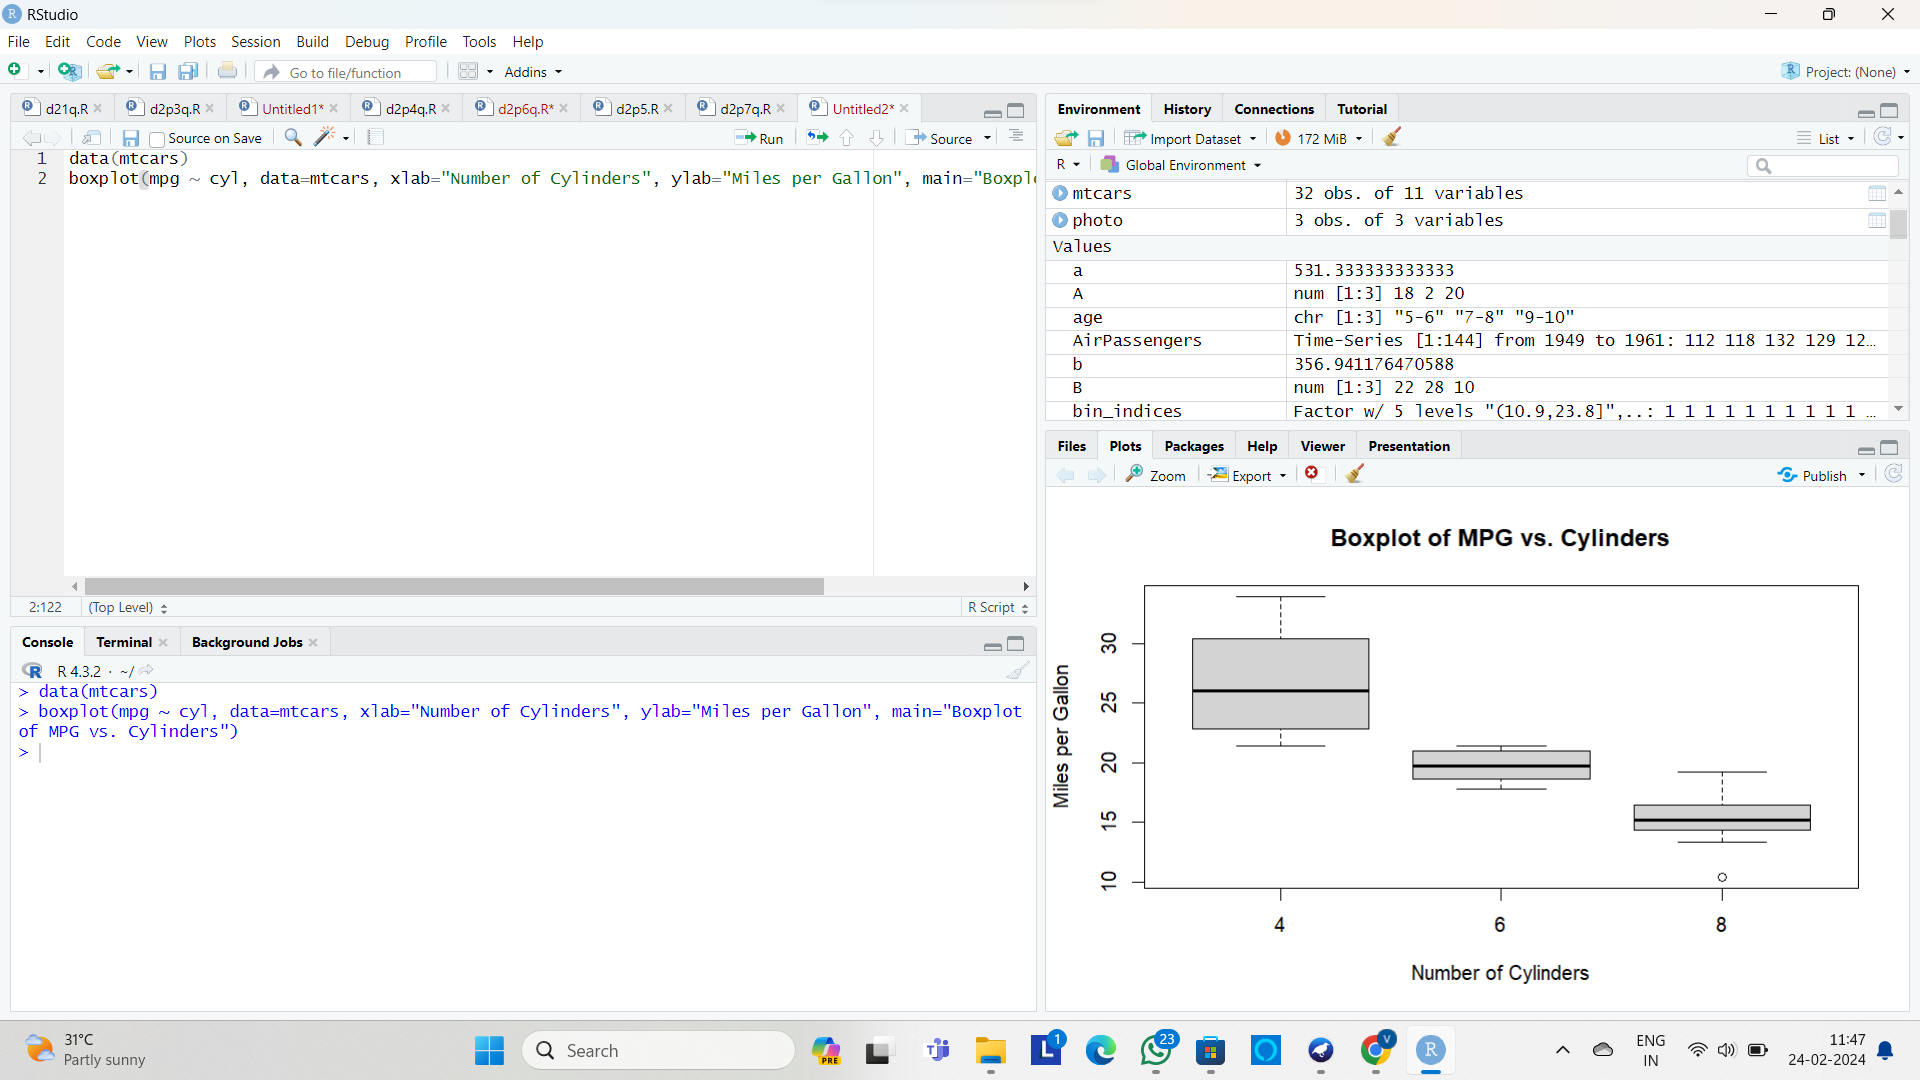 RStudio
File Edit Code View Plots Session Build Debug Profile Tools Help
Go to file/function Addins Project: (None)
d21q.R d2p3q.R Untitled1* d2p4q.R d2p6q.R* d2p5.R d2p7q.R Untitled2*
Source on Save Run Source
1 data(mtcars)
2 boxplot(mpg ~ cyl, data=mtcars, xlab="Number of Cylinders", ylab="Miles per Gallon", main="Boxpl
2:122 (Top Level) R Script
Console Terminal Background Jobs
R 4.3.2 · ~/
> data(mtcars)
> boxplot(mpg ~ cyl, data=mtcars, xlab="Number of Cylinders", ylab="Miles per Gallon", main="Boxplot
of MPG vs. Cylinders")
>
Environment History Connections Tutorial
Import Dataset 172 MiB List
R Global Environment
mtcars 32 obs. of 11 variables
photo 3 obs. of 3 variables
Values
a 531.333333333333
A num [1:3] 18 2 20
age chr [1:3] "5-6" "7-8" "9-10"
AirPassengers Time-Series [1:144] from 1949 to 1961: 112 118 132 129 12…
b 356.941176470588
B num [1:3] 22 28 10
bin_indices Factor w/ 5 levels "(10.9,23.8]",..: 1 1 1 1 1 1 1 1 1 1 …
Files Plots Packages Help Viewer Presentation
Zoom Export Publish
Boxplot of MPG vs. Cylinders
Miles per Gallon
30
25
20
15
10
4 6 8
Number of Cylinders
31°C
Partly sunny
Search
PRE
L 1
23
V
R
ENG
IN
11:47
24-02-2024